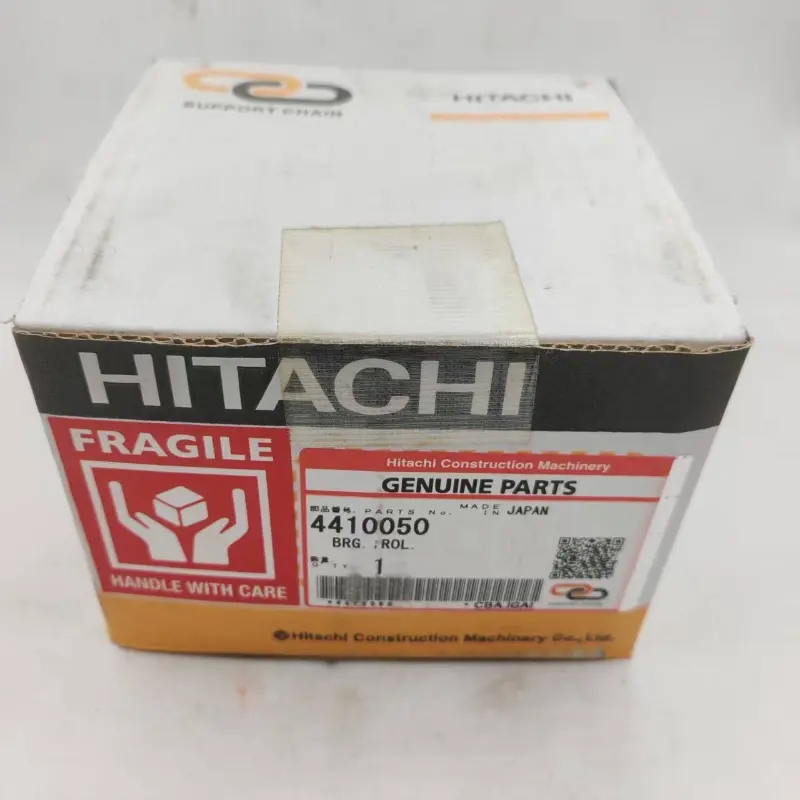 SUPPORT CHAIN
HITACHI
HITACHI
FRAGILE
HANDLE WITH CARE
Hitachi Construction Machinery
GENUINE PARTS
部品番号. PARTS No. MADE IN JAPAN
4410050
BRG. ;ROL.
数量
Q'TY 1
Hitachi Construction Machinery Co., Ltd.